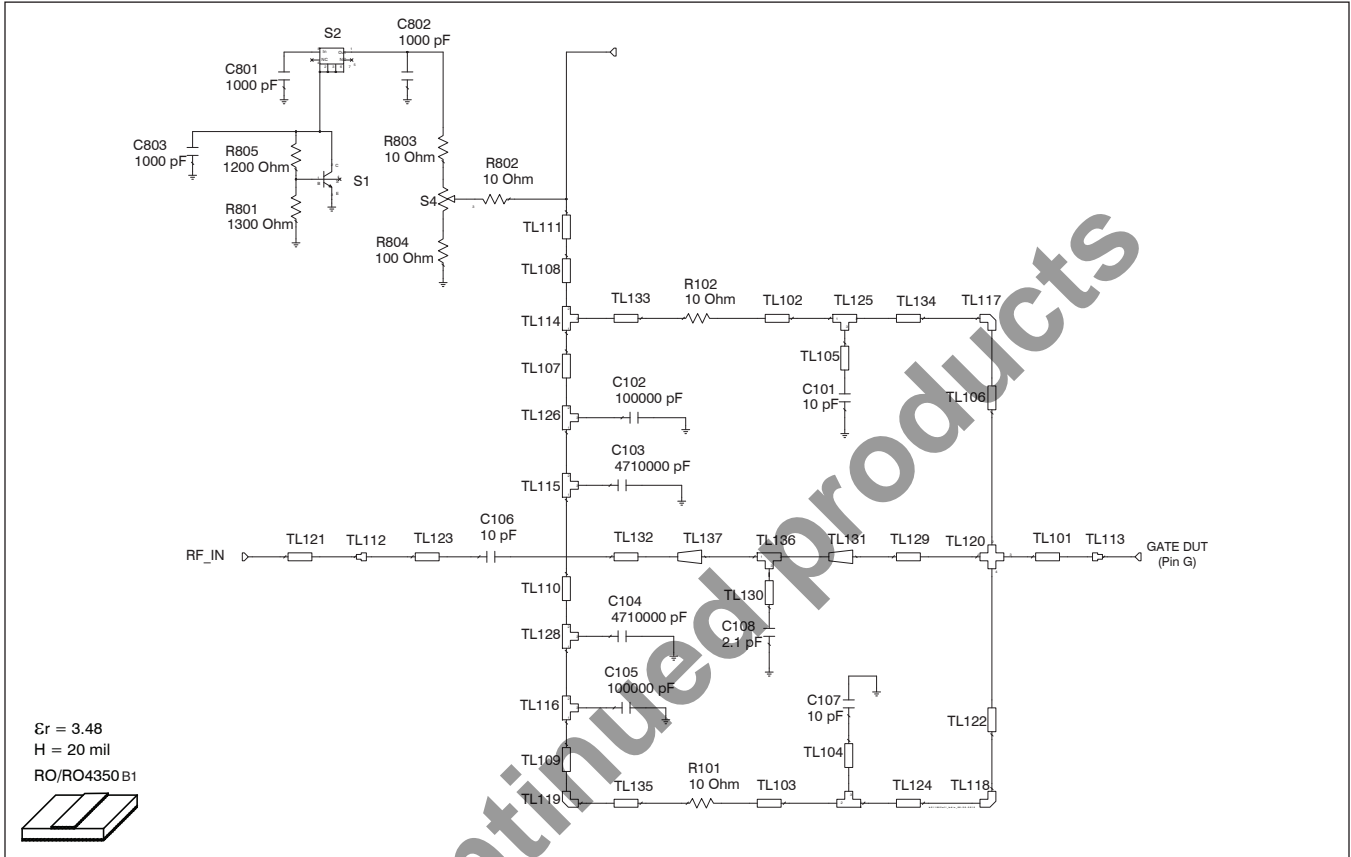 C802
1000 pF
S2
C801
1000 pF
C803
1000 pF
R805
1200 Ohm
S1
R801
1300 Ohm
R803
10 Ohm
R802
10 Ohm
S4
R804
100 Ohm
TL111
TL108
TL133
R102
10 Ohm
TL102
TL125
TL134
TL117
TL114
TL105
TL107
C101
10 pF
TL106
C102
100000 pF
TL126
C103
4710000 pF
TL115
C106
10 pF
RF_IN
TL121
TL112
TL123
TL132
TL137
TL136
TL131
TL129
TL120
TL101
TL113
GATE DUT
(Pin G)
TL110
TL130
C104
4710000 pF
C108
2.1 pF
TL128
C105
100000 pF
TL116
C107
10 pF
TL122
TL104
TL109
TL119
TL135
R101
10 Ohm
TL103
TL124
TL118
εr = 3.48
H = 20 mil
RO/RO4350 B1
tinued products